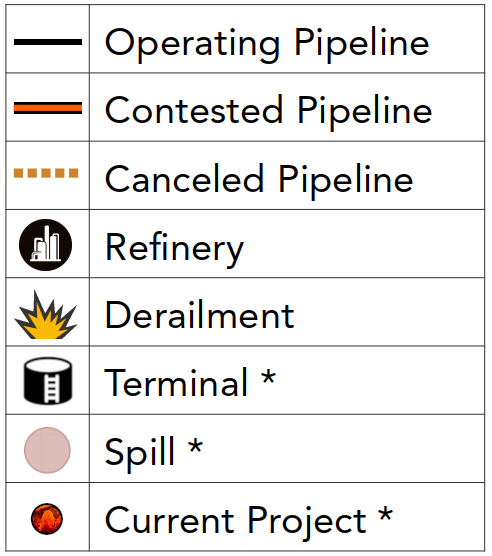 Operating Pipeline
Contested Pipeline
Canceled Pipeline
Refinery
Derailment
Terminal *
Spill *
Current Project *